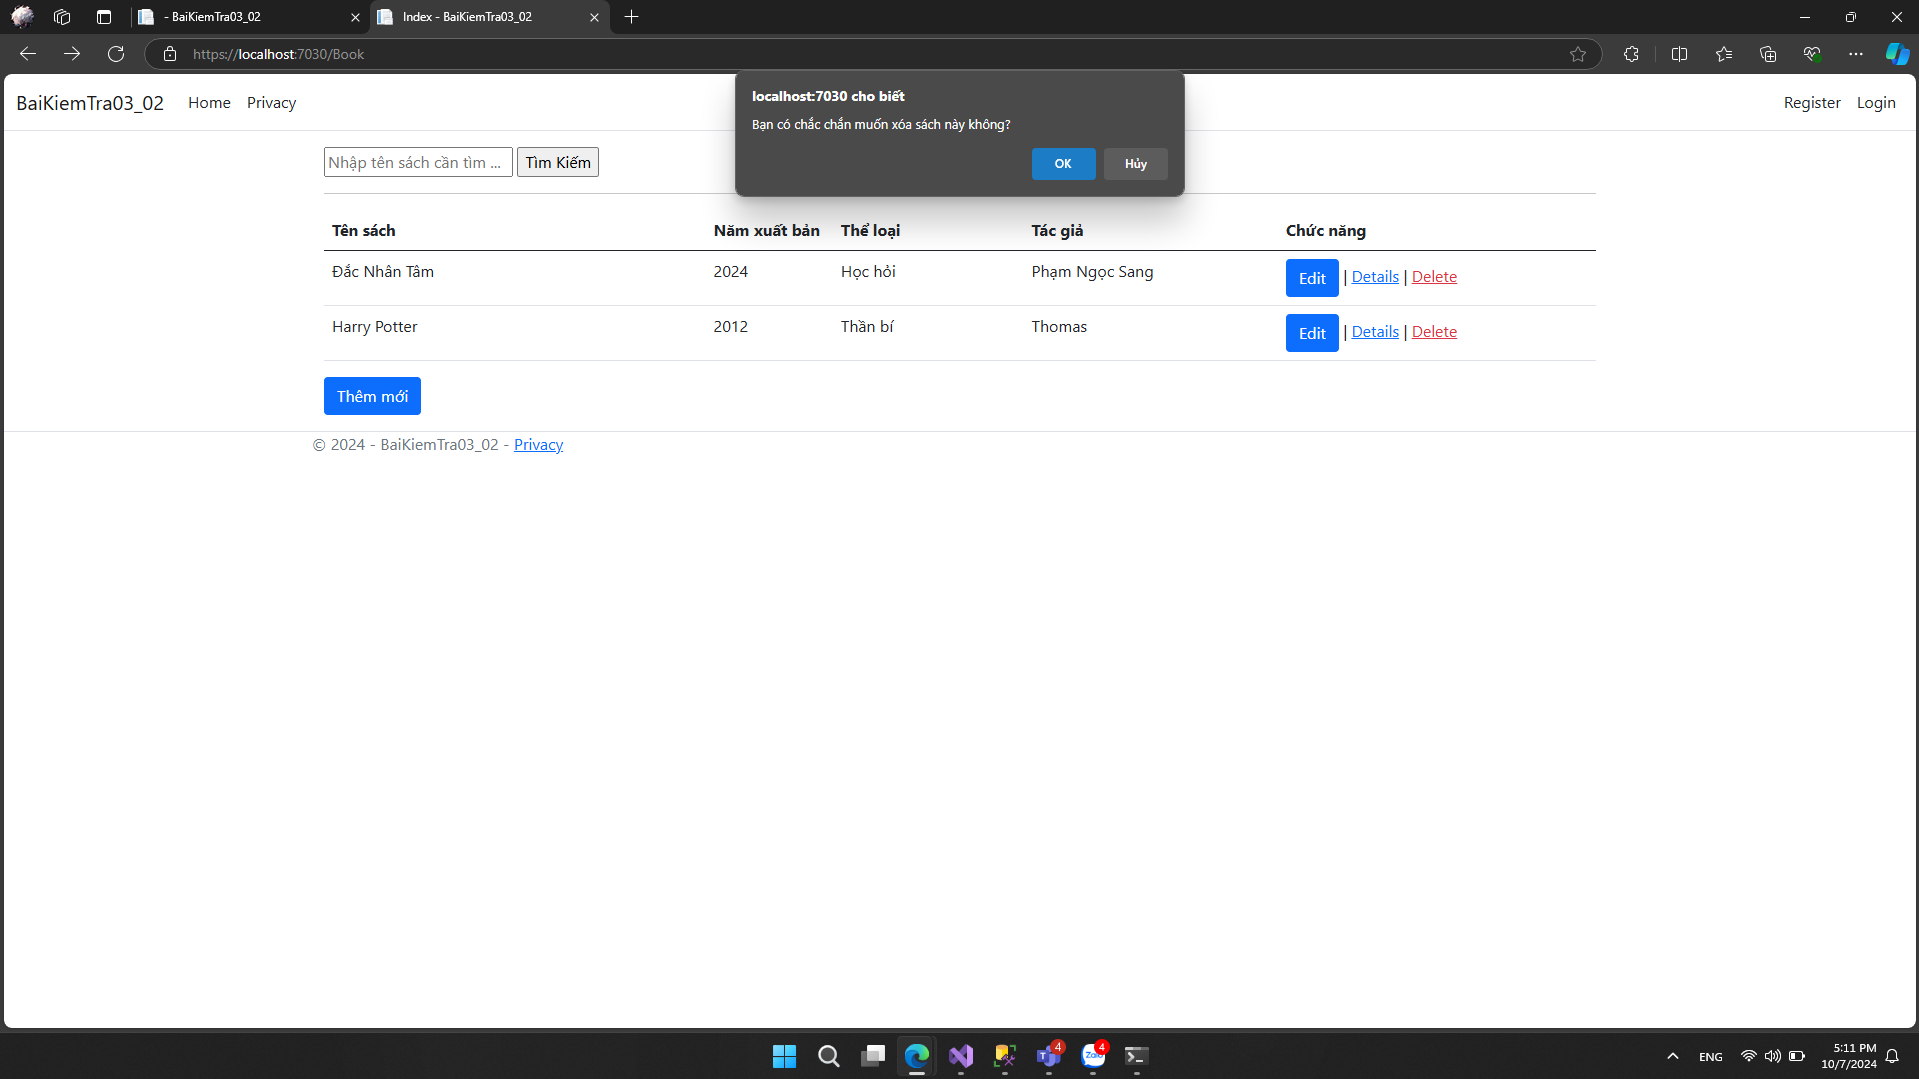 - BaiKiemTra03_02
Index - BaiKiemTra03_02
https://localhost:7030/Book
BaiKiemTra03_02 Home Privacy Register Login
localhost:7030 cho biết
Bạn có chắc chắn muốn xóa sách này không?
OK Hủy
Nhập tên sách cần tìm ... Tìm Kiếm
Tên sách Năm xuất bản Thể loại Tác giả Chức năng
Đắc Nhân Tâm 2024 Học hỏi Phạm Ngọc Sang Edit | Details | Delete
Harry Potter 2012 Thần bí Thomas Edit | Details | Delete
Thêm mới
© 2024 - BaiKiemTra03_02 - Privacy
4
Zalo 4
ENG
5:11 PM
10/7/2024